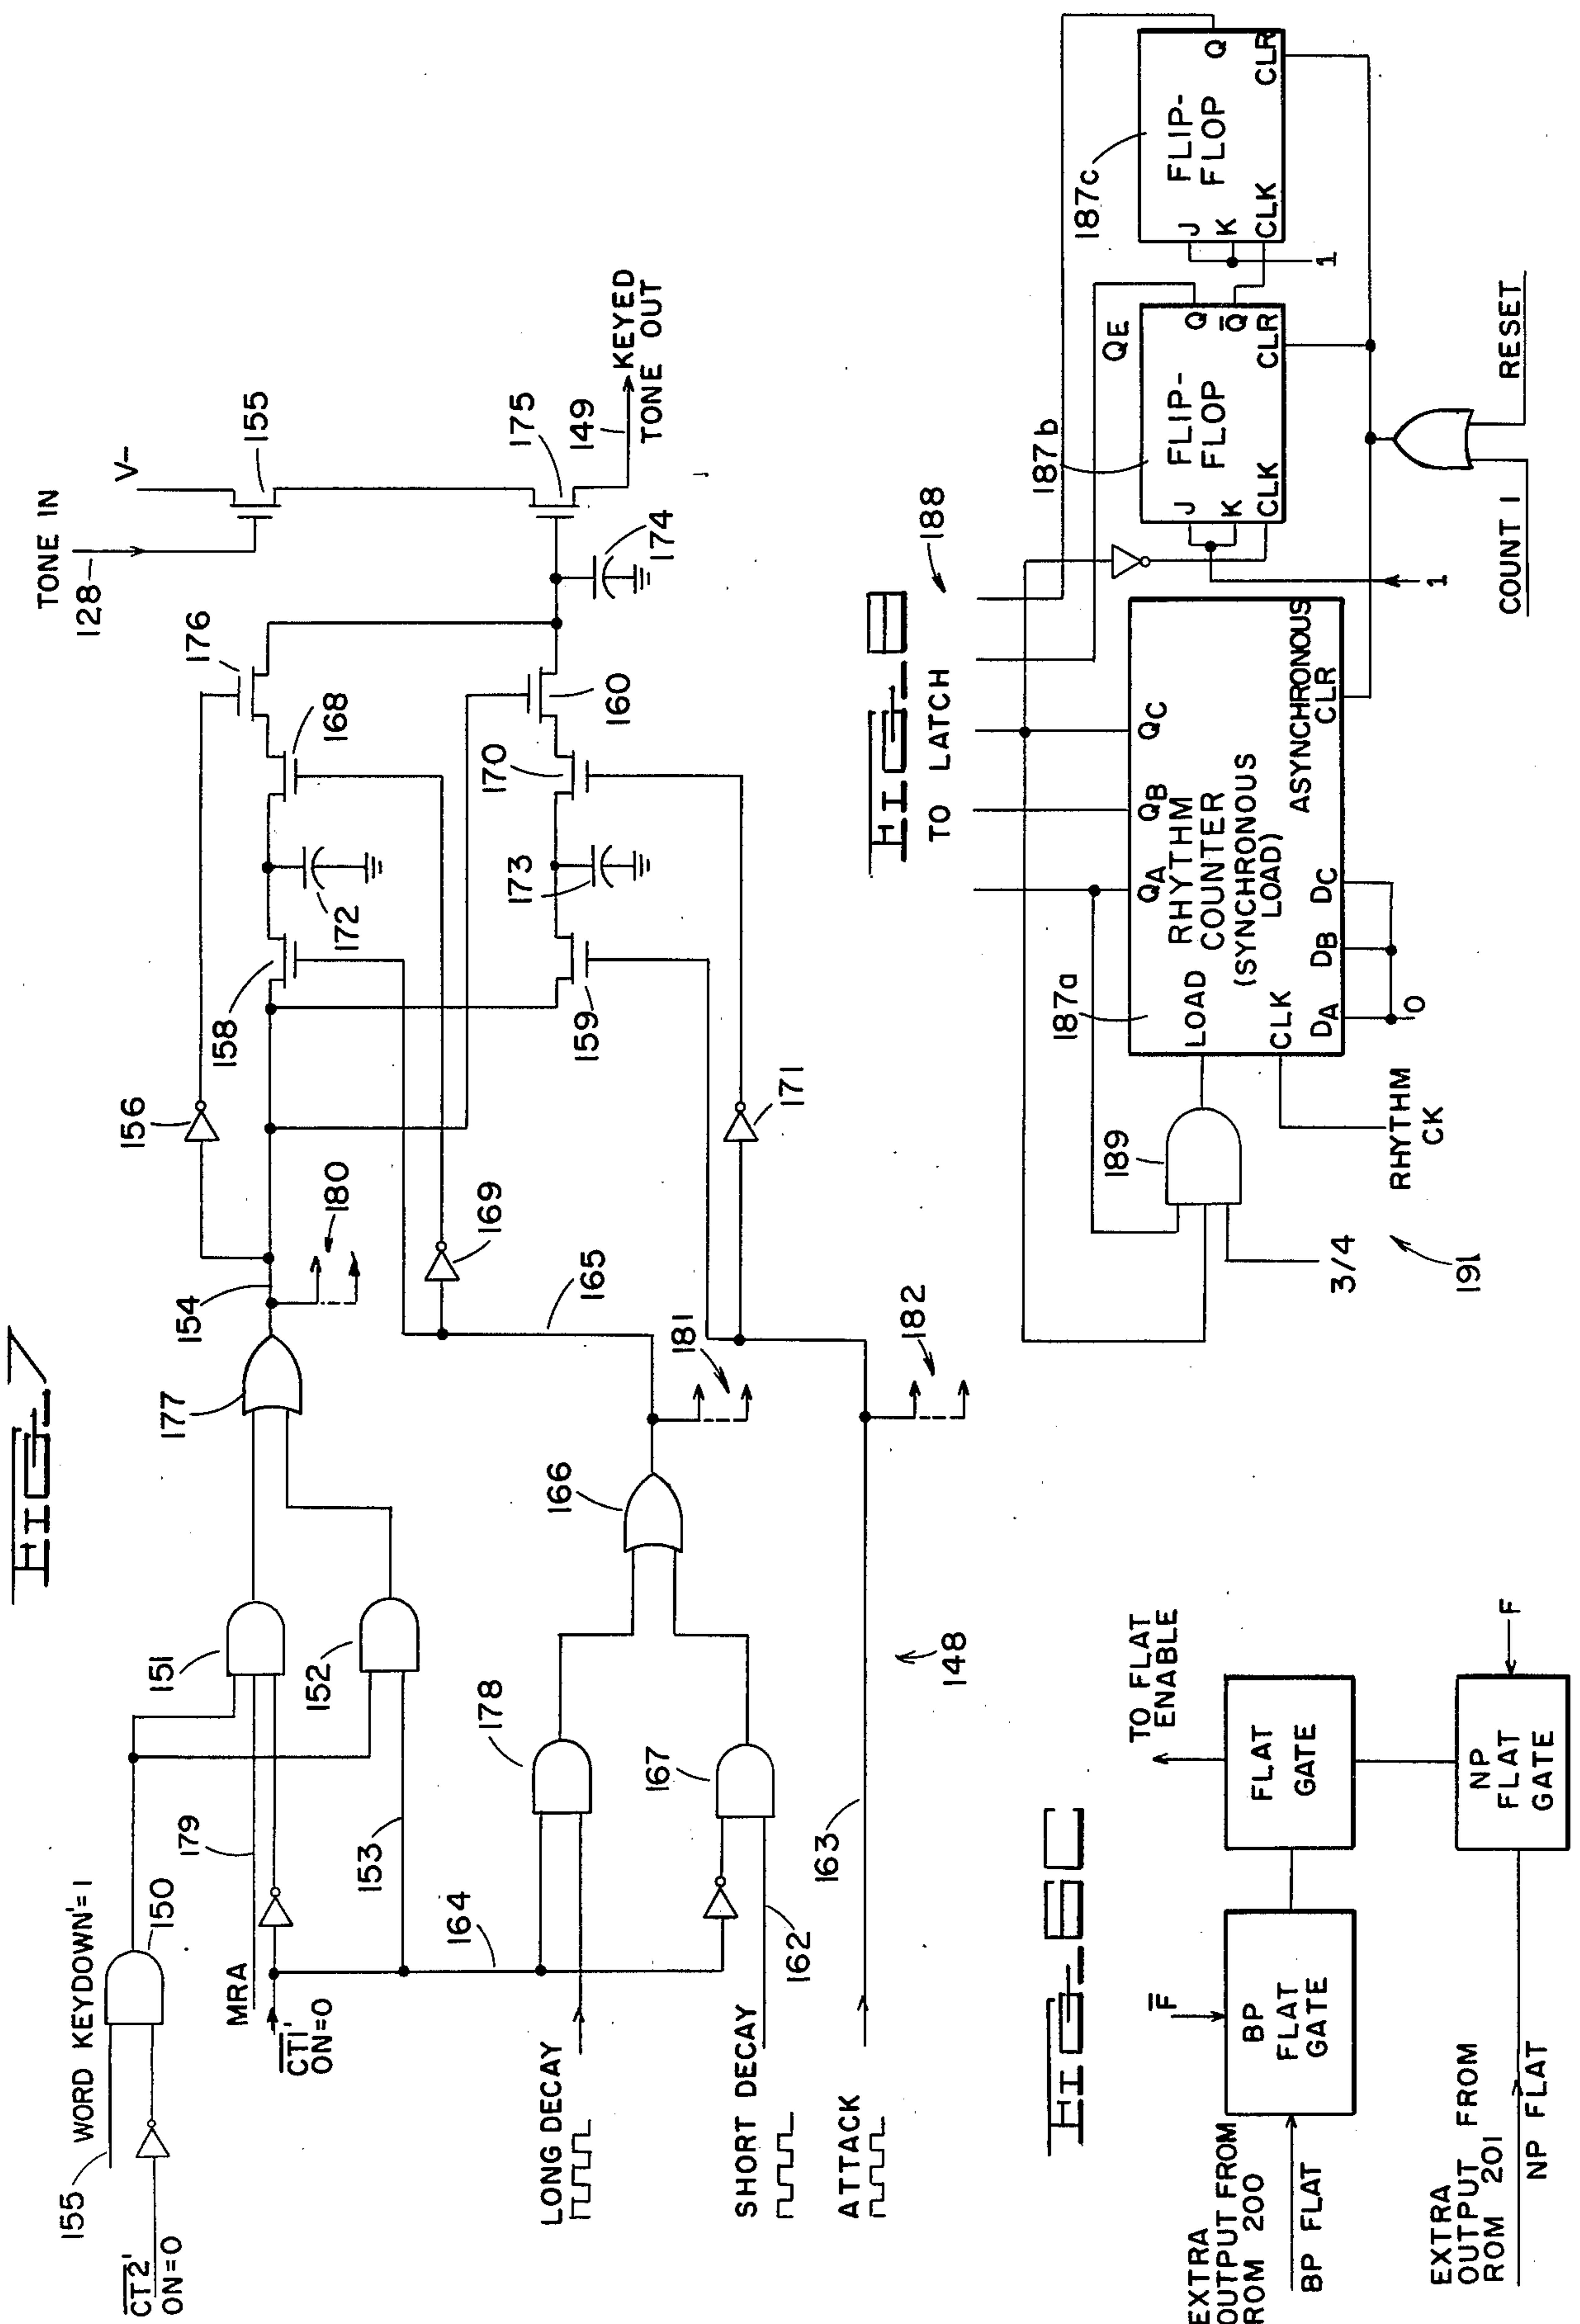 FIG. 7
155
WORD KEYDOWN'=1
150
CT2'
ON=0
MRA
179
CT1'
ON=0
151
152
153
164
177
154
180
156
158
172
168
176
TONE IN
128
V-
155
175
149
KEYED
TONE OUT
174
160
170
173
159
171
169
165
181
182
166
178
167
162
163
148
LONG DECAY
SHORT DECAY
ATTACK
FIG. 8
TO LATCH
188
187a
QA
QB
QC
RHYTHM
COUNTER
(SYNCHRONOUS
LOAD)
LOAD
CLK
DA
DB
DC
0
ASYNCHRONOUS
CLR
189
3/4
RHYTHM
CK
191
187b
QE
J
K
CLK
FLIP-
FLOP
Q
Q̅
CLR
1
187c
J
K
CLK
FLIP-
FLOP
Q
CLR
1
COUNT 1
RESET
FIG. 8C
EXTRA
OUTPUT FROM
ROM 200
BP FLAT
F̅
BP
FLAT
GATE
FLAT
GATE
TO FLAT
ENABLE
NP
FLAT
GATE
F
EXTRA
OUTPUT FROM
ROM 201
NP FLAT